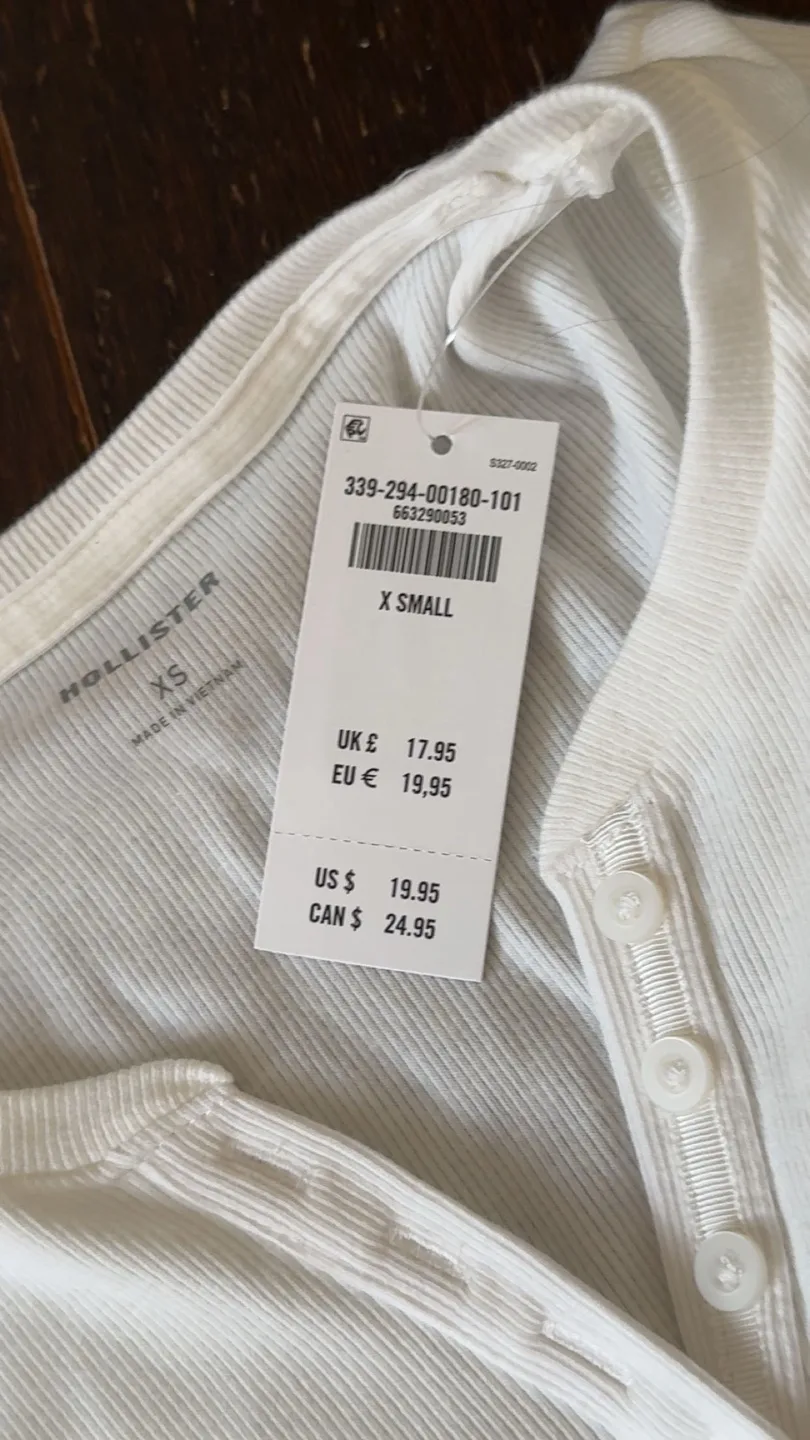 S327-0002
339-294-00180-101
663290053
X SMALL
UK £ 17.95
EU € 19,95
US $ 19.95
CAN $ 24.95
HOLLISTER
XS
MADE IN VIETNAM